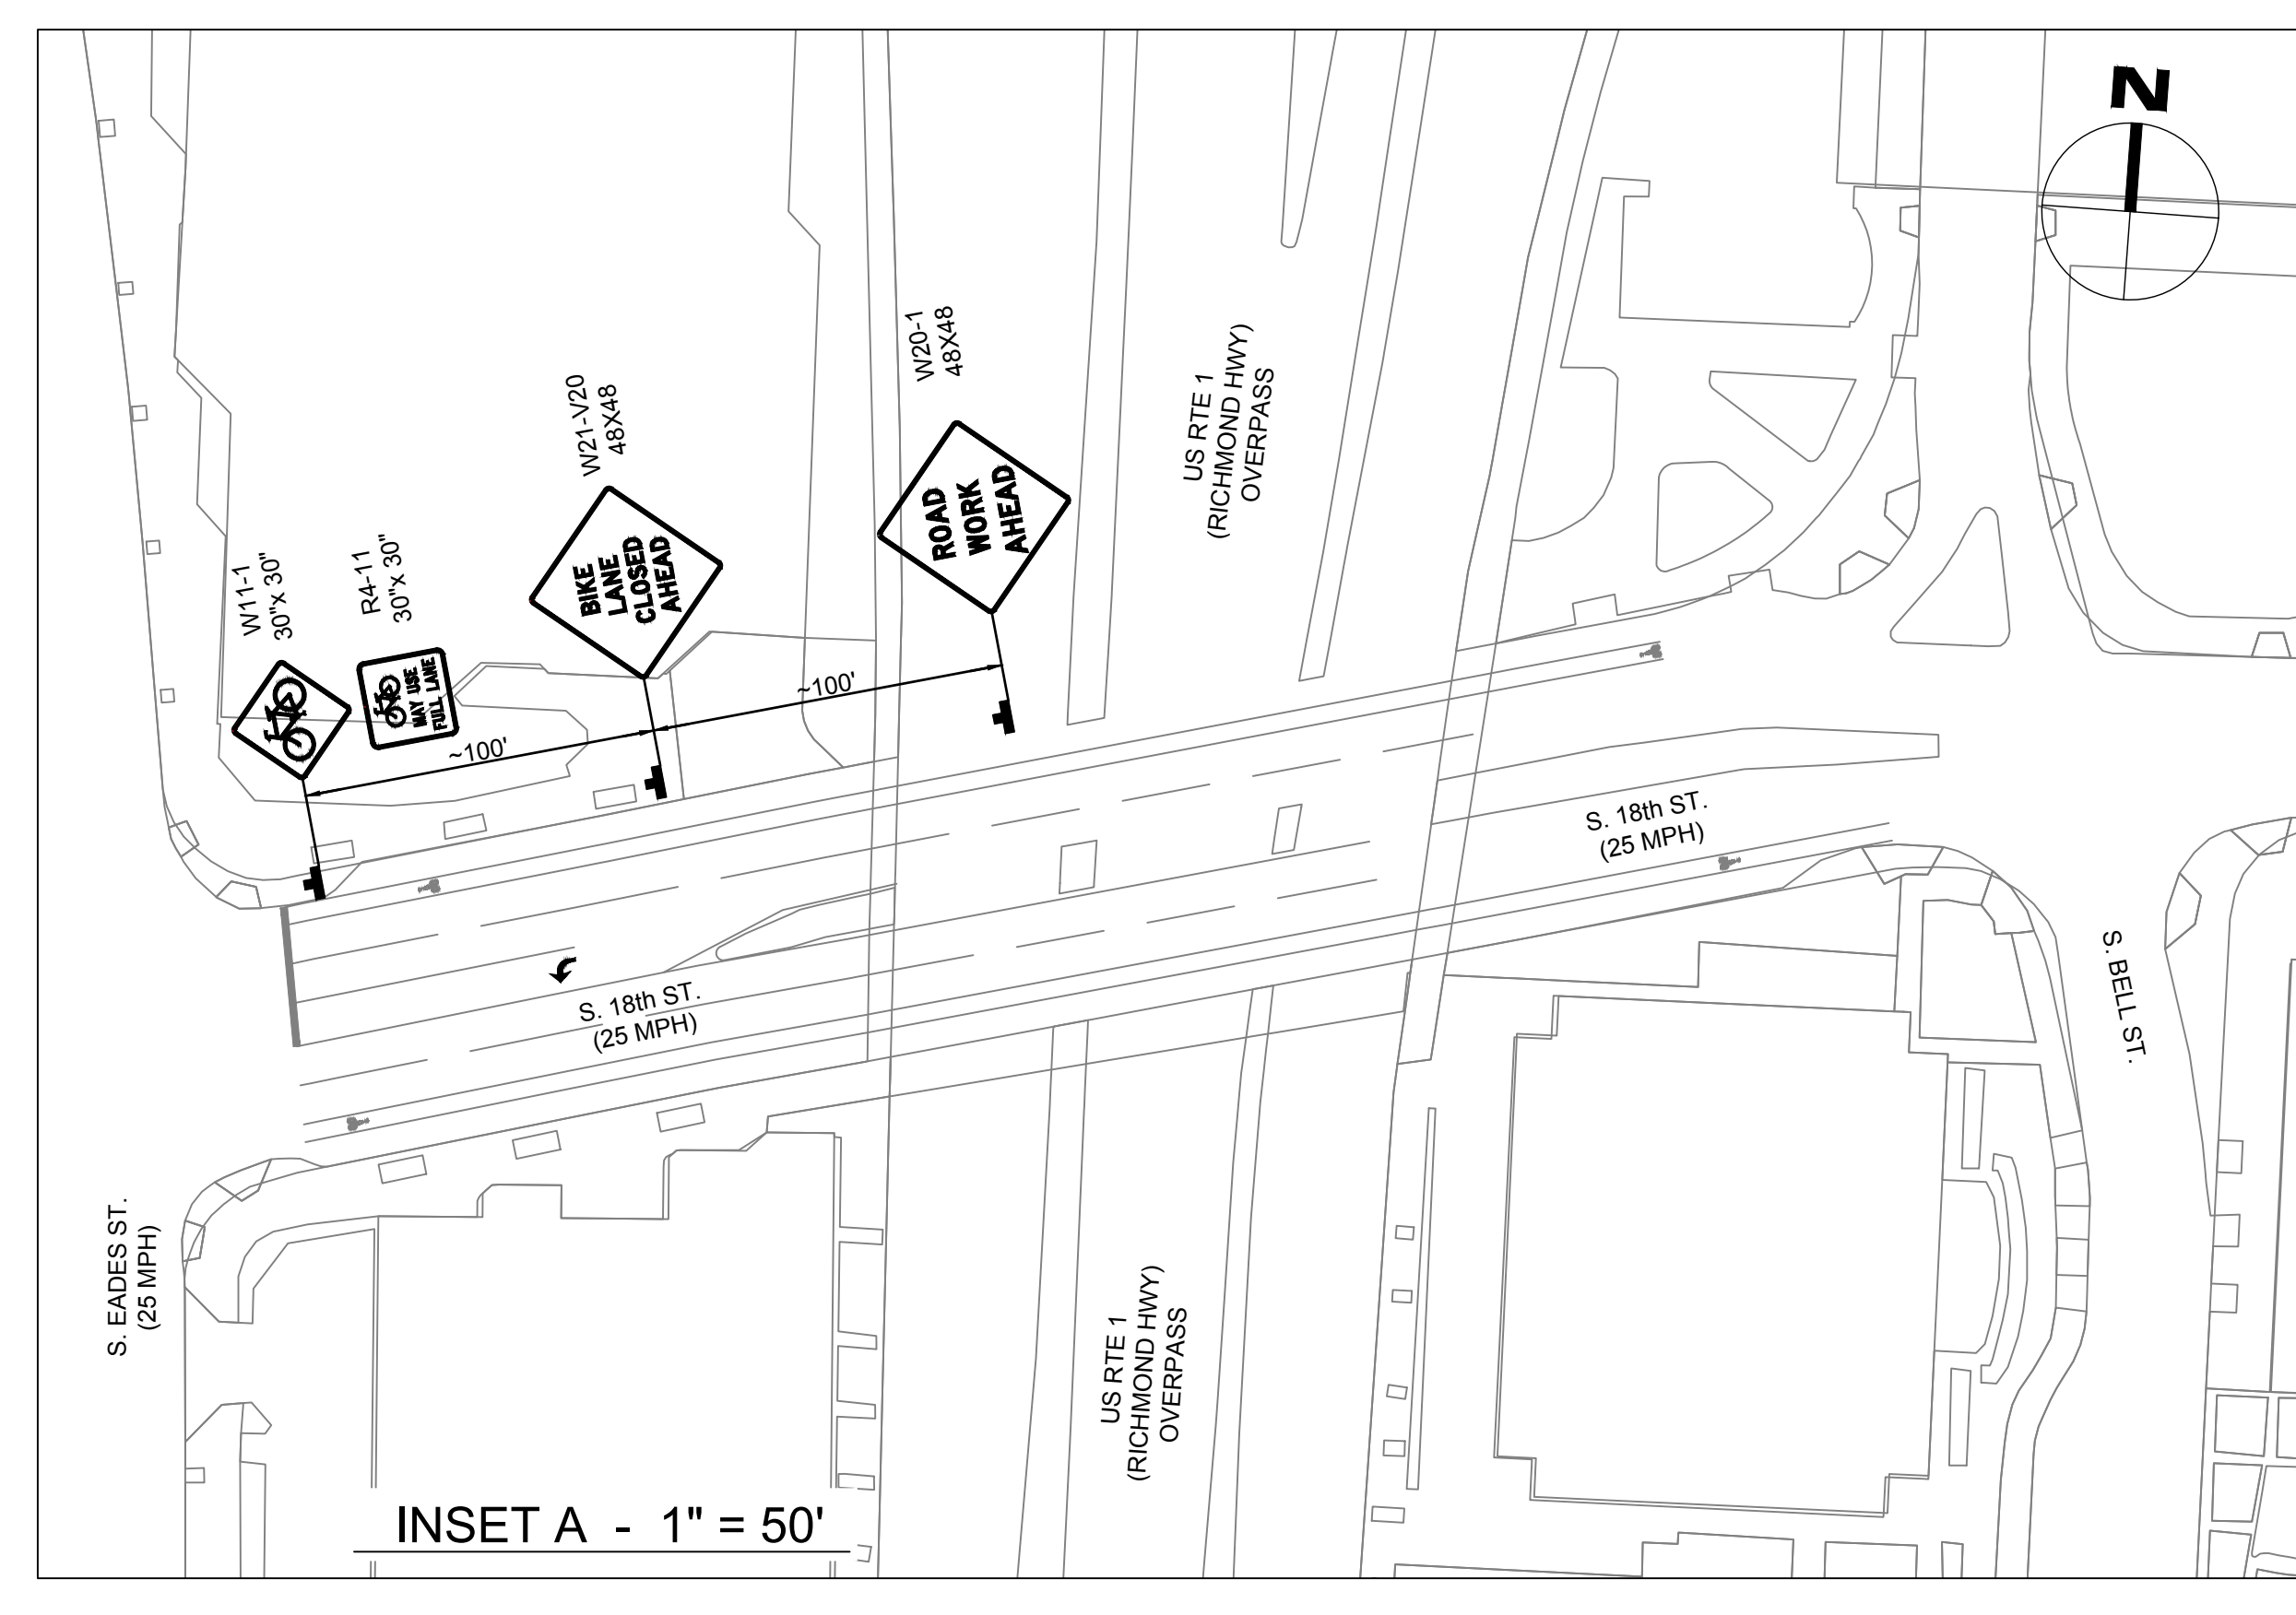 N
W20-1
48X48
US RTE 1
(RICHMOND HWY)
OVERPASS
W21-V20
48X48
ROAD
WORK
AHEAD
W11-1
30"x 30"
R4-11
30"x 30"
BIKE
LANE
CLOSED
AHEAD
MAY USE
FULL LANE
~100'
~100'
S. 18th ST.
(25 MPH)
S. 18th ST.
(25 MPH)
S. BELL ST.
S. EADES ST.
(25 MPH)
US RTE 1
(RICHMOND HWY)
OVERPASS
INSET A - 1" = 50'